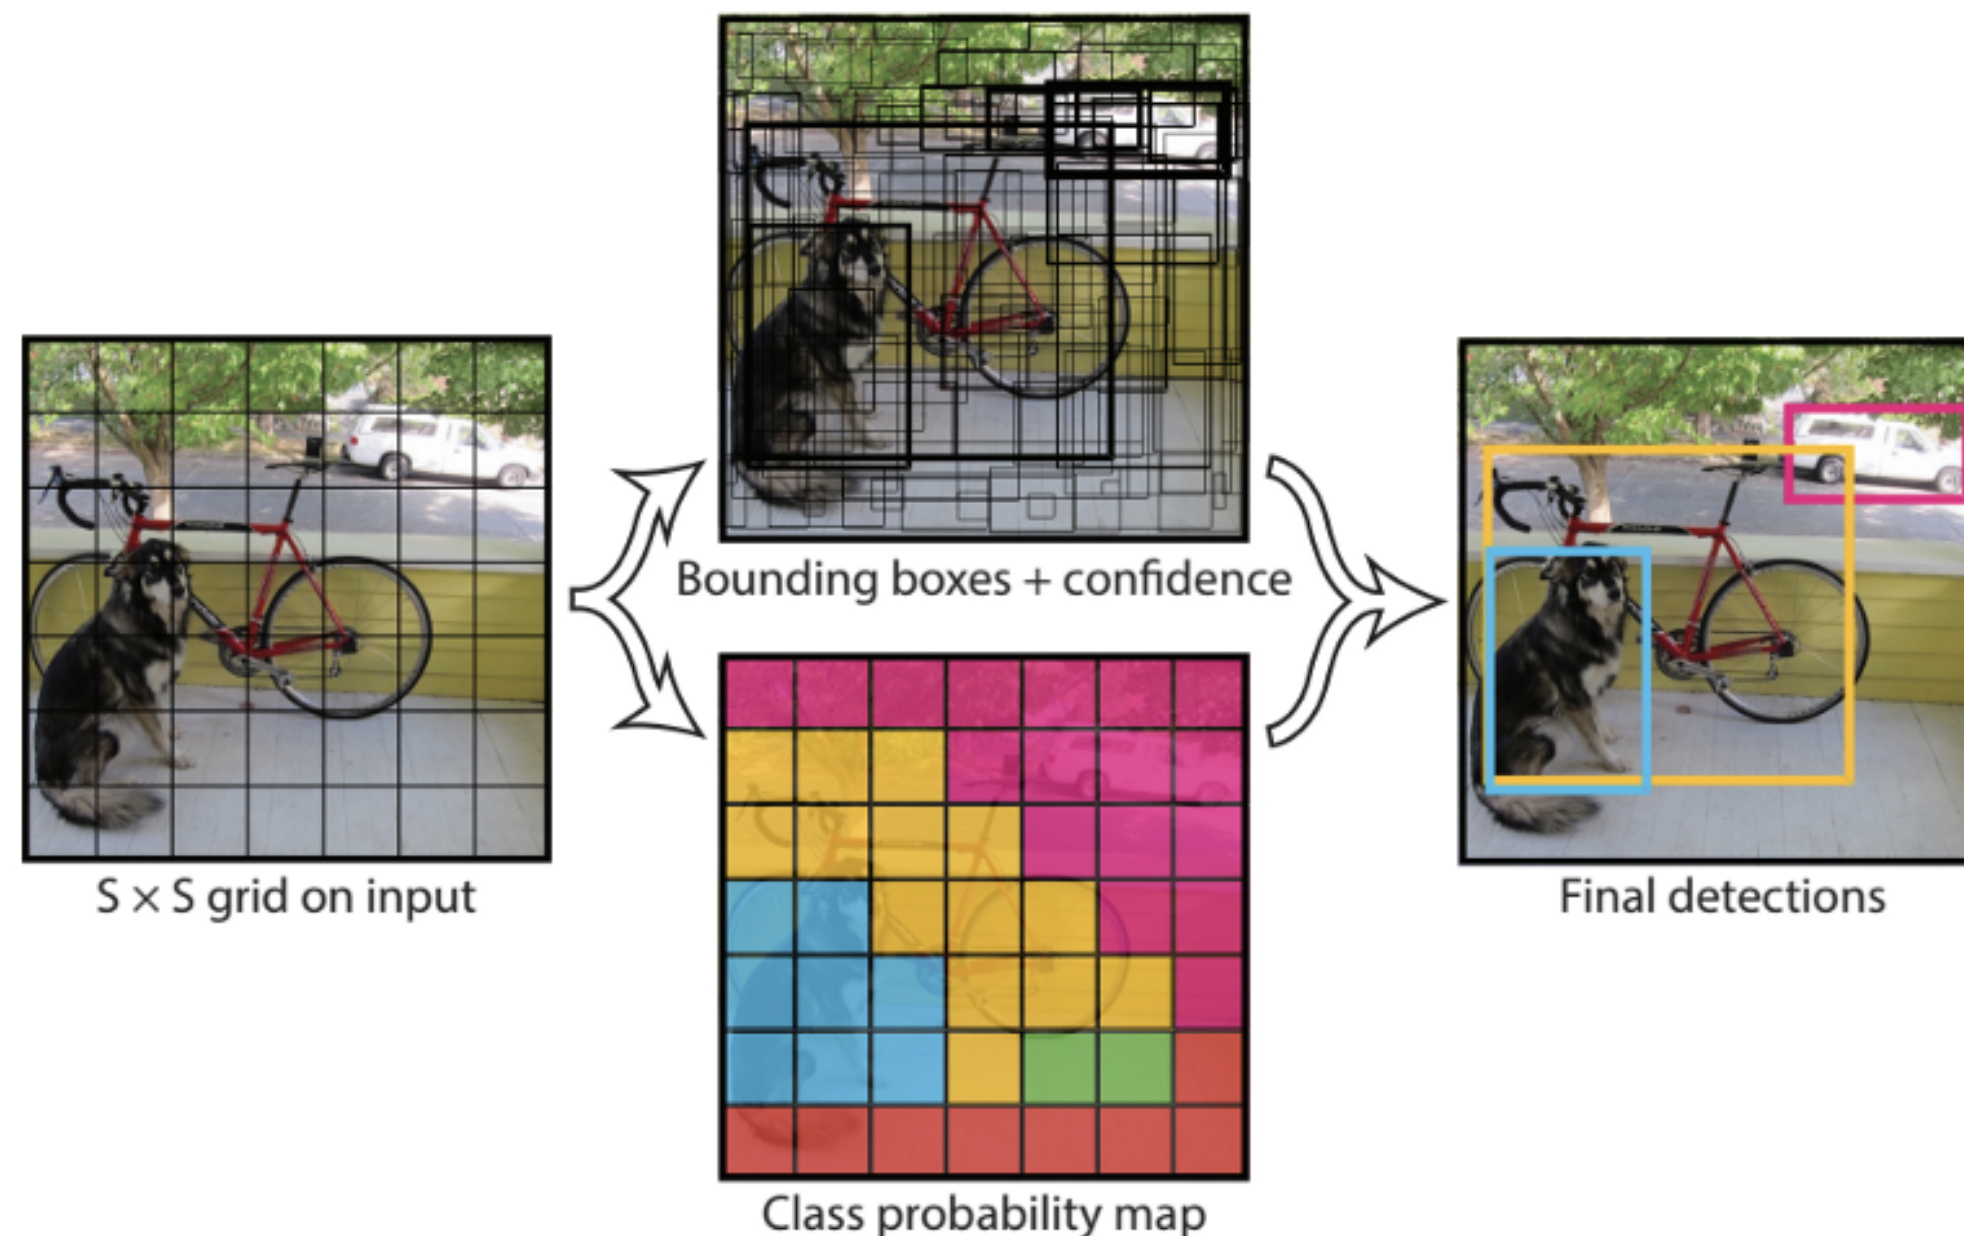 Bounding boxes + confidence
S × S grid on input
Final detections
Class probability map